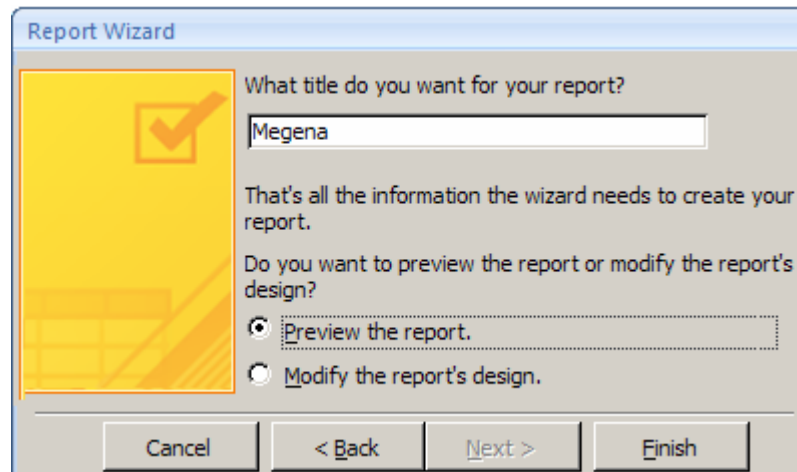 Report Wizard
What title do you want for your report?
Megena
That's all the information the wizard needs to create your
report.
Do you want to preview the report or modify the report's
design?
Preview the report.
Modify the report's design.
Cancel
< Back
Next >
Finish